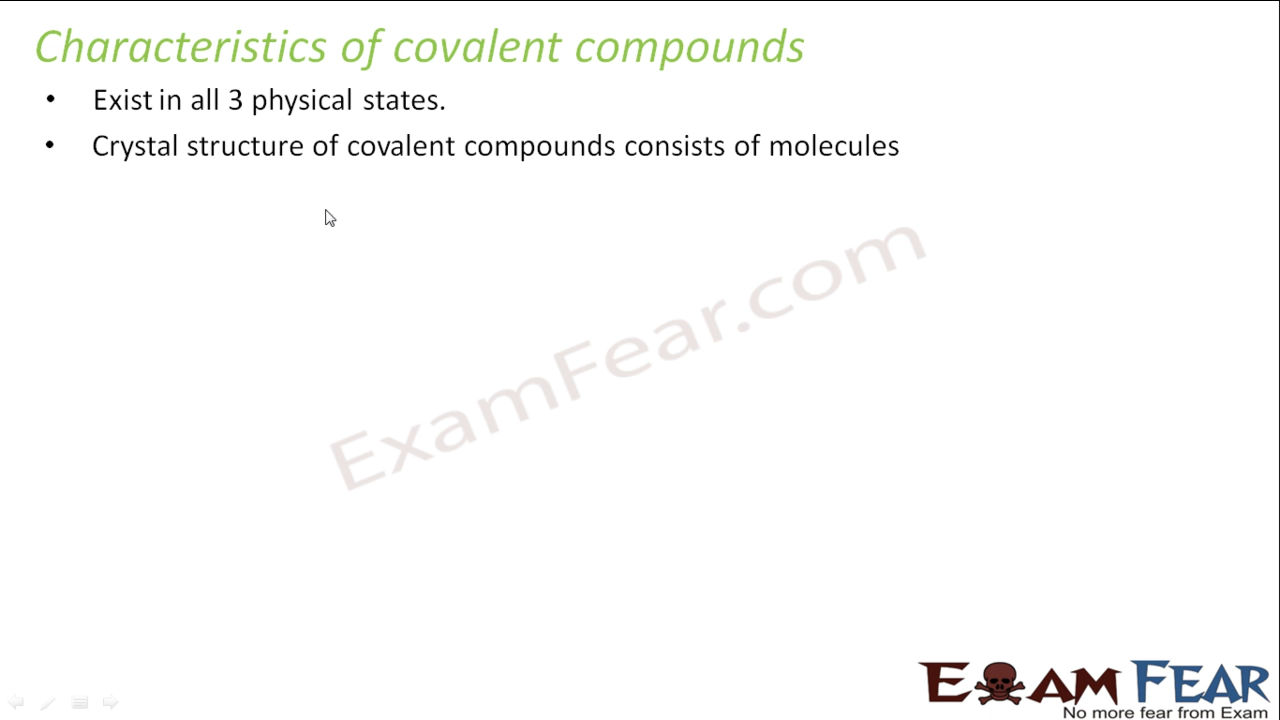 Characteristics of covalent compounds
• Exist in all 3 physical states.
• Crystal structure of covalent compounds consists of molecules
ExamFear.com
EXAM FEAR
No more fear from Exam